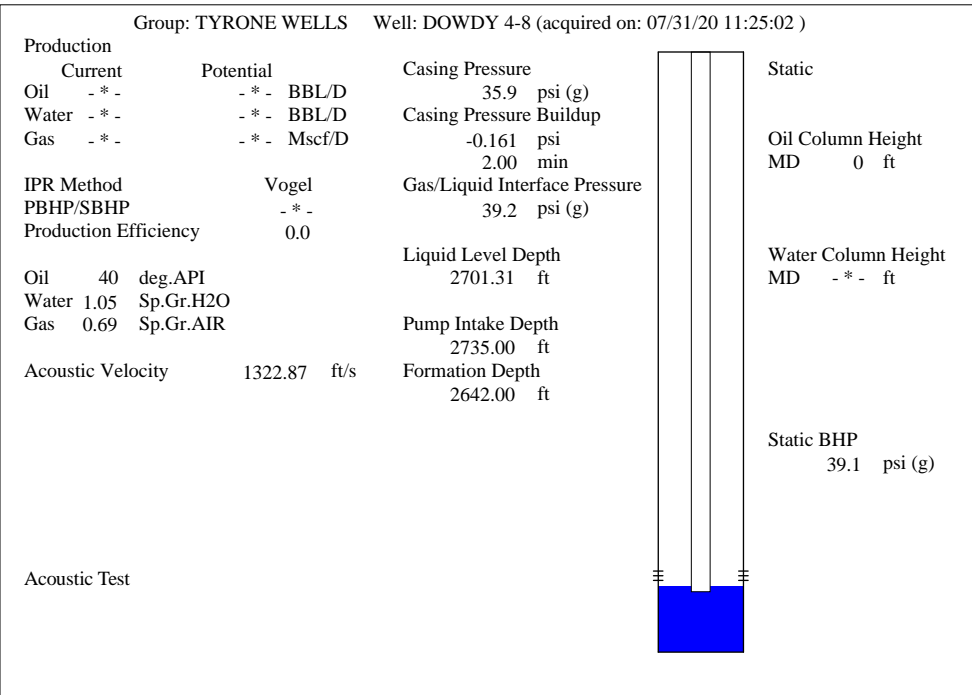 Group: TYRONE WELLS Well: DOWDY 4-8 (acquired on: 07/31/20 11:25:02 )
Production
Current Potential
Oil - * - - * - BBL/D
Water - * - - * - BBL/D
Gas - * - - * - Mscf/D
IPR Method Vogel
PBHP/SBHP - * -
Production Efficiency 0.0
Oil 40 deg.API
Water 1.05 Sp.Gr.H2O
Gas 0.69 Sp.Gr.AIR
Acoustic Velocity 1322.87 ft/s
Casing Pressure
35.9 psi (g)
Casing Pressure Buildup
-0.161 psi
2.00 min
Gas/Liquid Interface Pressure
39.2 psi (g)
Liquid Level Depth
2701.31 ft
Pump Intake Depth
2735.00 ft
Formation Depth
2642.00 ft
Static
Oil Column Height
MD 0 ft
Water Column Height
MD - * - ft
Static BHP
39.1 psi (g)
Acoustic Test